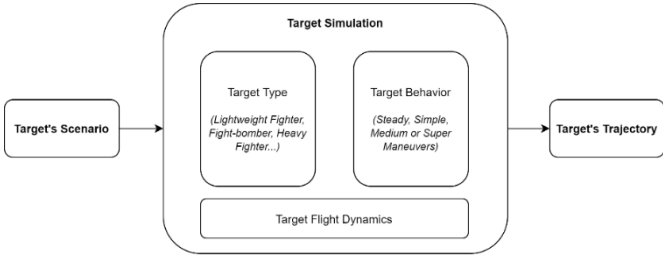 Target Simulation
Target's Scenario
Target Type
(Lightweight Fighter,
Fight-bomber, Heavy
Fighter...)
Target Behavior
(Steady, Simple,
Medium or Super
Maneuvers)
Target Flight Dynamics
Target's Trajectory